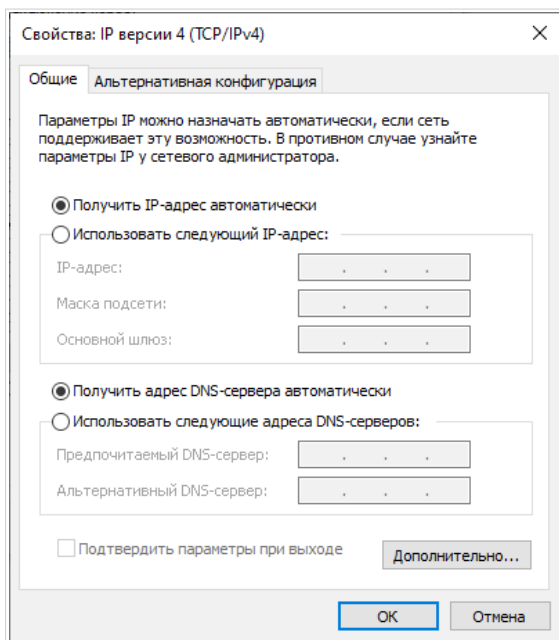 Свойства: IP версии 4 (TCP/IPv4)
Общие
Альтернативная конфигурация
Параметры IP можно назначать автоматически, если сеть
поддерживает эту возможность. В противном случае узнайте
параметры IP у сетевого администратора.
Получить IP-адрес автоматически
Использовать следующий IP-адрес:
IP-адрес:
Маска подсети:
Основной шлюз:
Получить адрес DNS-сервера автоматически
Использовать следующие адреса DNS-серверов:
Предпочитаемый DNS-сервер:
Альтернативный DNS-сервер:
Подтвердить параметры при выходе
Дополнительно...
ОК
Отмена